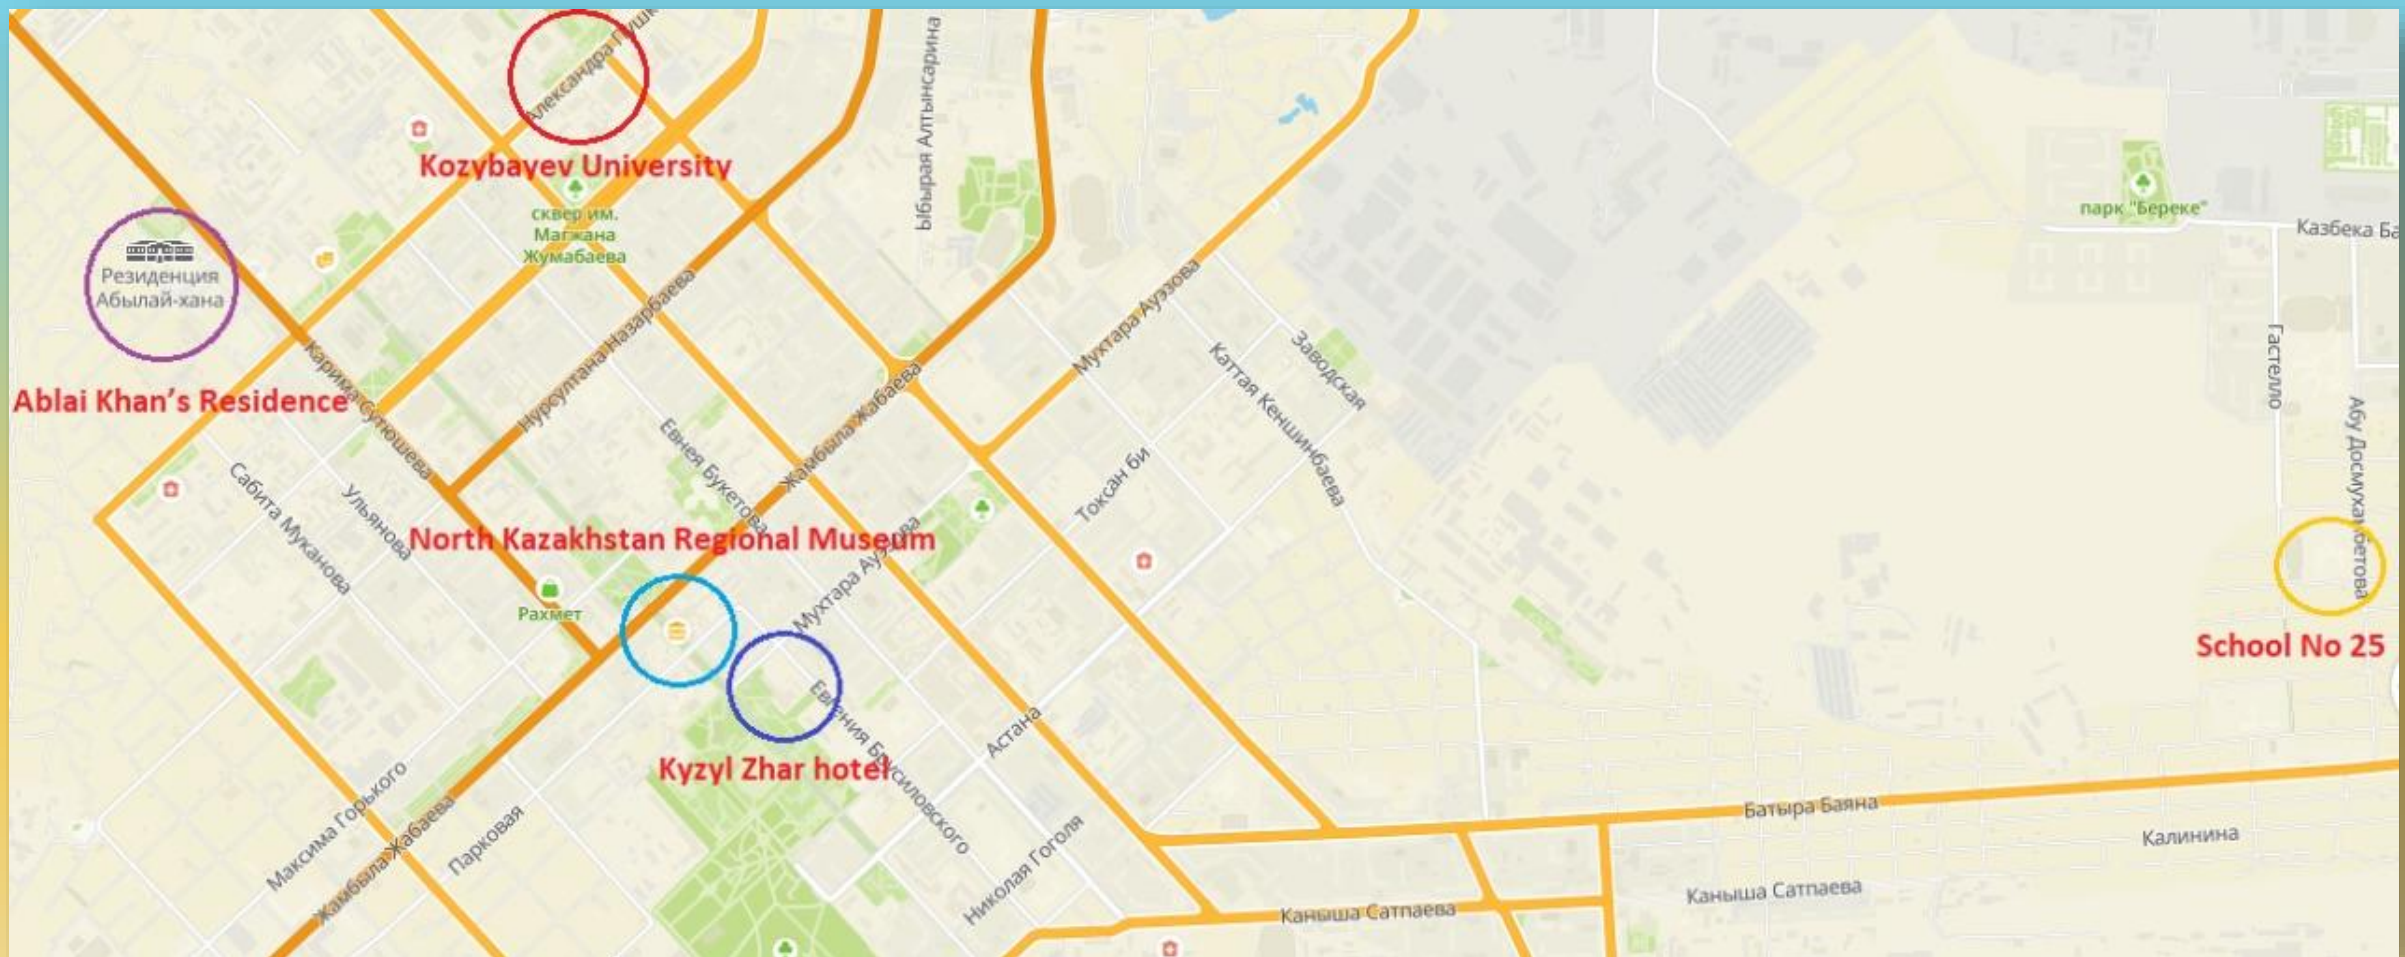 Александра Пушк
Kozybayev University
Ыбырая Алтынсарина
сквер им.
Магжана
Жумабаева
парк "Береке"
Казбека Ба
Резиденция
Абылай-хана
Ablai Khan’s Residence
Карима Сутюшева
Нурсултана Назарбаева
Мухтара Ауэзова
Каттая Кеншинбаева
Заводская
Гастелло
Абу Досмухамбетова
Жамбыла Жабаева
Евнея Букетова
Сабита Муканова
Ульянова
Токсан би
North Kazakhstan Regional Museum
Мухтара Ауэзова
Рахмет
School No 25
Евгения Брусиловского
Астана
Kyzyl Zhar hotel
Максима Горького
Жамбыла Жабаева
Парковая
Николая Гоголя
Батыра Баяна
Калинина
Каныша Сатпаева
Каныша Сатпаева